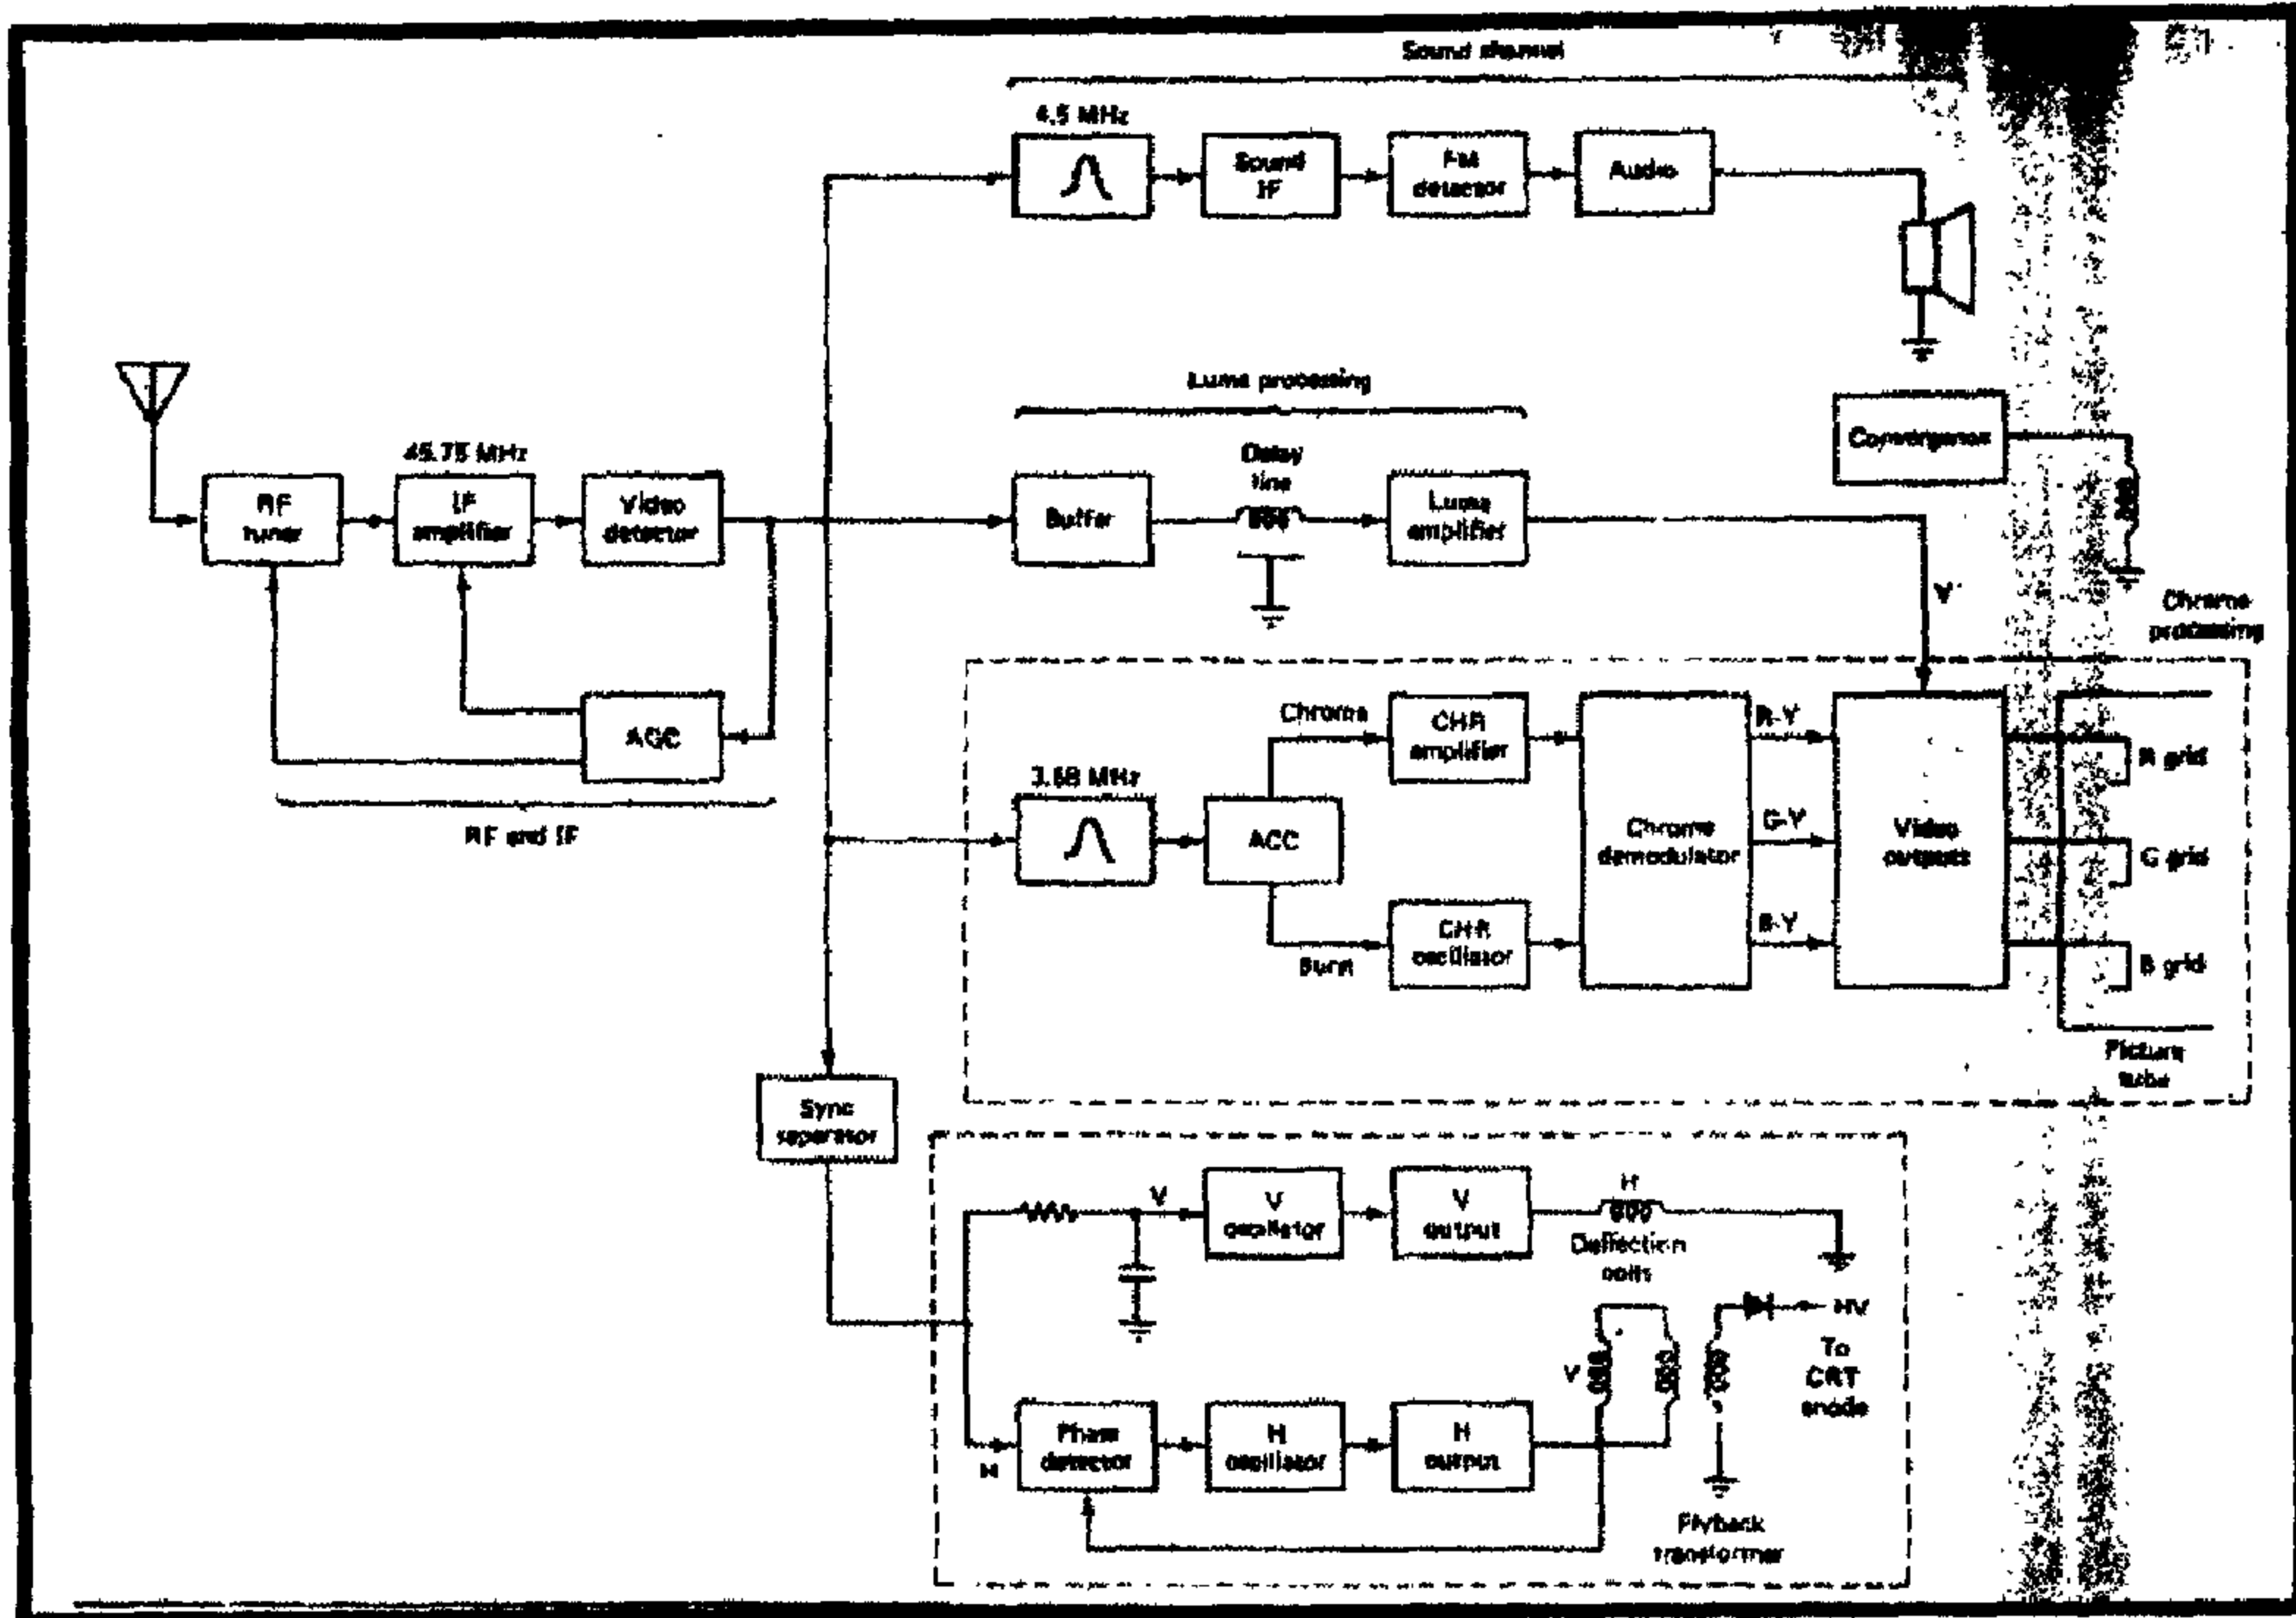 Sound channel
4.5 MHz
Sound
IF
FM
detector
Audio
Luma processing
Convergence
45.75 MHz
Delay
line
RF
tuner
IF
amplifier
Video
detector
Buffer
Luma
amplifier
Y
Chroma
processing
AGC
RF and IF
Chroma
CHR
amplifier
R-Y
R grid
3.58 MHz
ACC
Chroma
demodulator
G-Y
Video
outputs
G grid
CHR
oscillator
Burst
B-Y
B grid
Picture
tube
Sync
separator
V
V
oscillator
V
output
H
Deflection
coils
V
HV
To
CRT
anode
H
Phase
detector
H
oscillator
H
output
Flyback
transformer